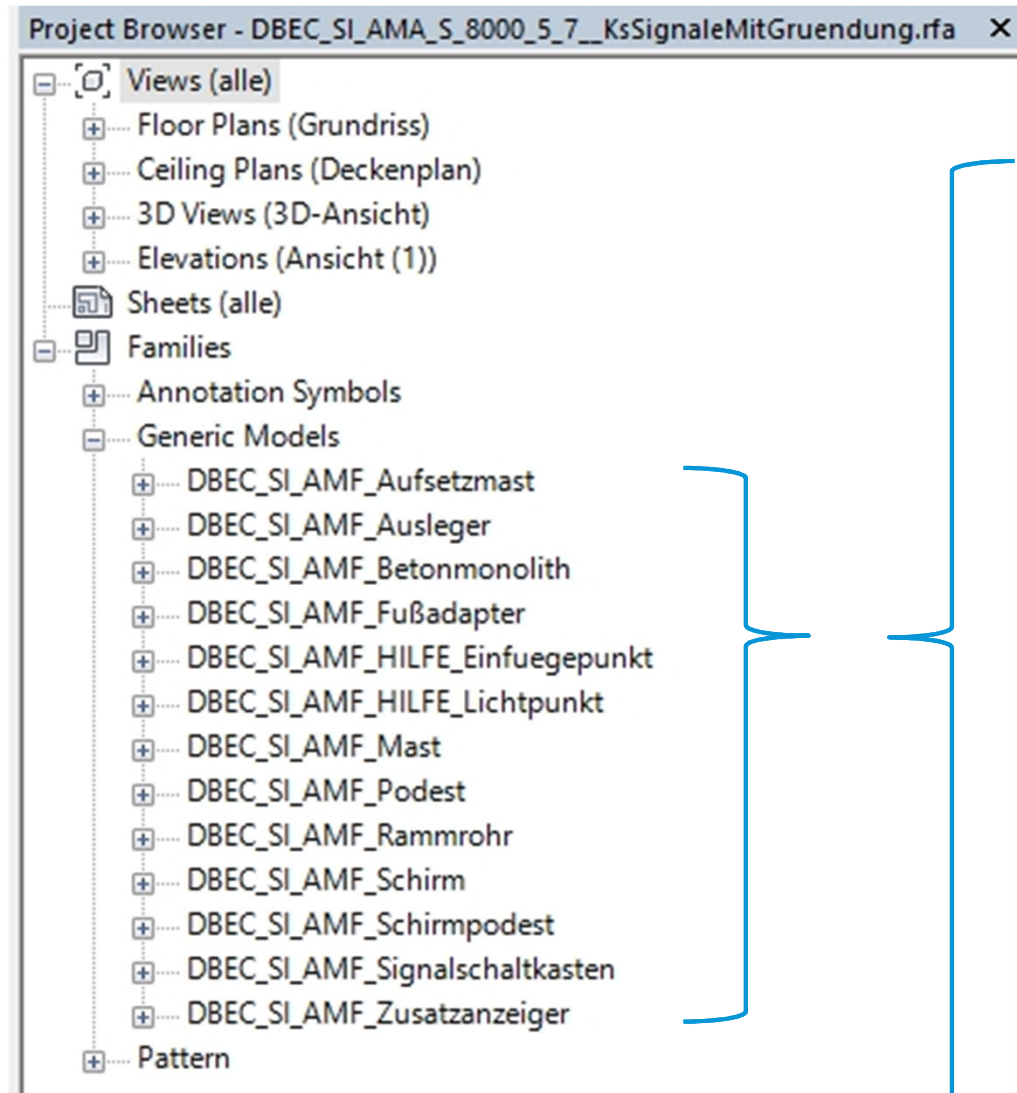 Project Browser - DBEC_SI_AMA_S_8000_5_7__KsSignaleMitGruendung.rfa
Views (alle)
Floor Plans (Grundriss)
Ceiling Plans (Deckenplan)
3D Views (3D-Ansicht)
Elevations (Ansicht (1))
Sheets (alle)
Families
Annotation Symbols
Generic Models
DBEC_SI_AMF_Aufsetzmast
DBEC_SI_AMF_Ausleger
DBEC_SI_AMF_Betonmonolith
DBEC_SI_AMF_Fußadapter
DBEC_SI_AMF_HILFE_Einfuegepunkt
DBEC_SI_AMF_HILFE_Lichtpunkt
DBEC_SI_AMF_Mast
DBEC_SI_AMF_Podest
DBEC_SI_AMF_Rammrohr
DBEC_SI_AMF_Schirm
DBEC_SI_AMF_Schirmpodest
DBEC_SI_AMF_Signalschaltkasten
DBEC_SI_AMF_Zusatzanzeiger
Pattern